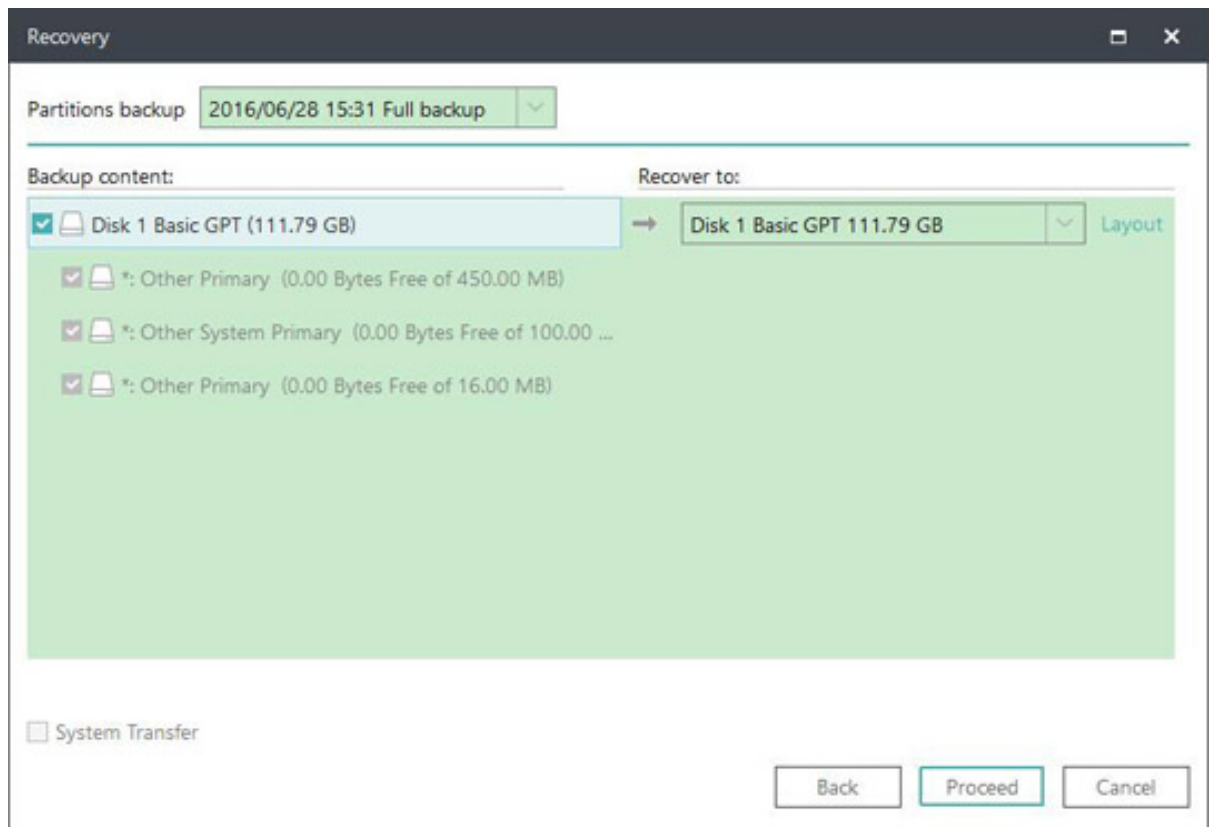 Recovery
Partitions backup 2016/06/28 15:31 Full backup
Backup content: Recover to:
Disk 1 Basic GPT (111.79 GB) Disk 1 Basic GPT 111.79 GB Layout
*: Other Primary (0.00 Bytes Free of 450.00 MB)
*: Other System Primary (0.00 Bytes Free of 100.00 ...
*: Other Primary (0.00 Bytes Free of 16.00 MB)
System Transfer
Back Proceed Cancel